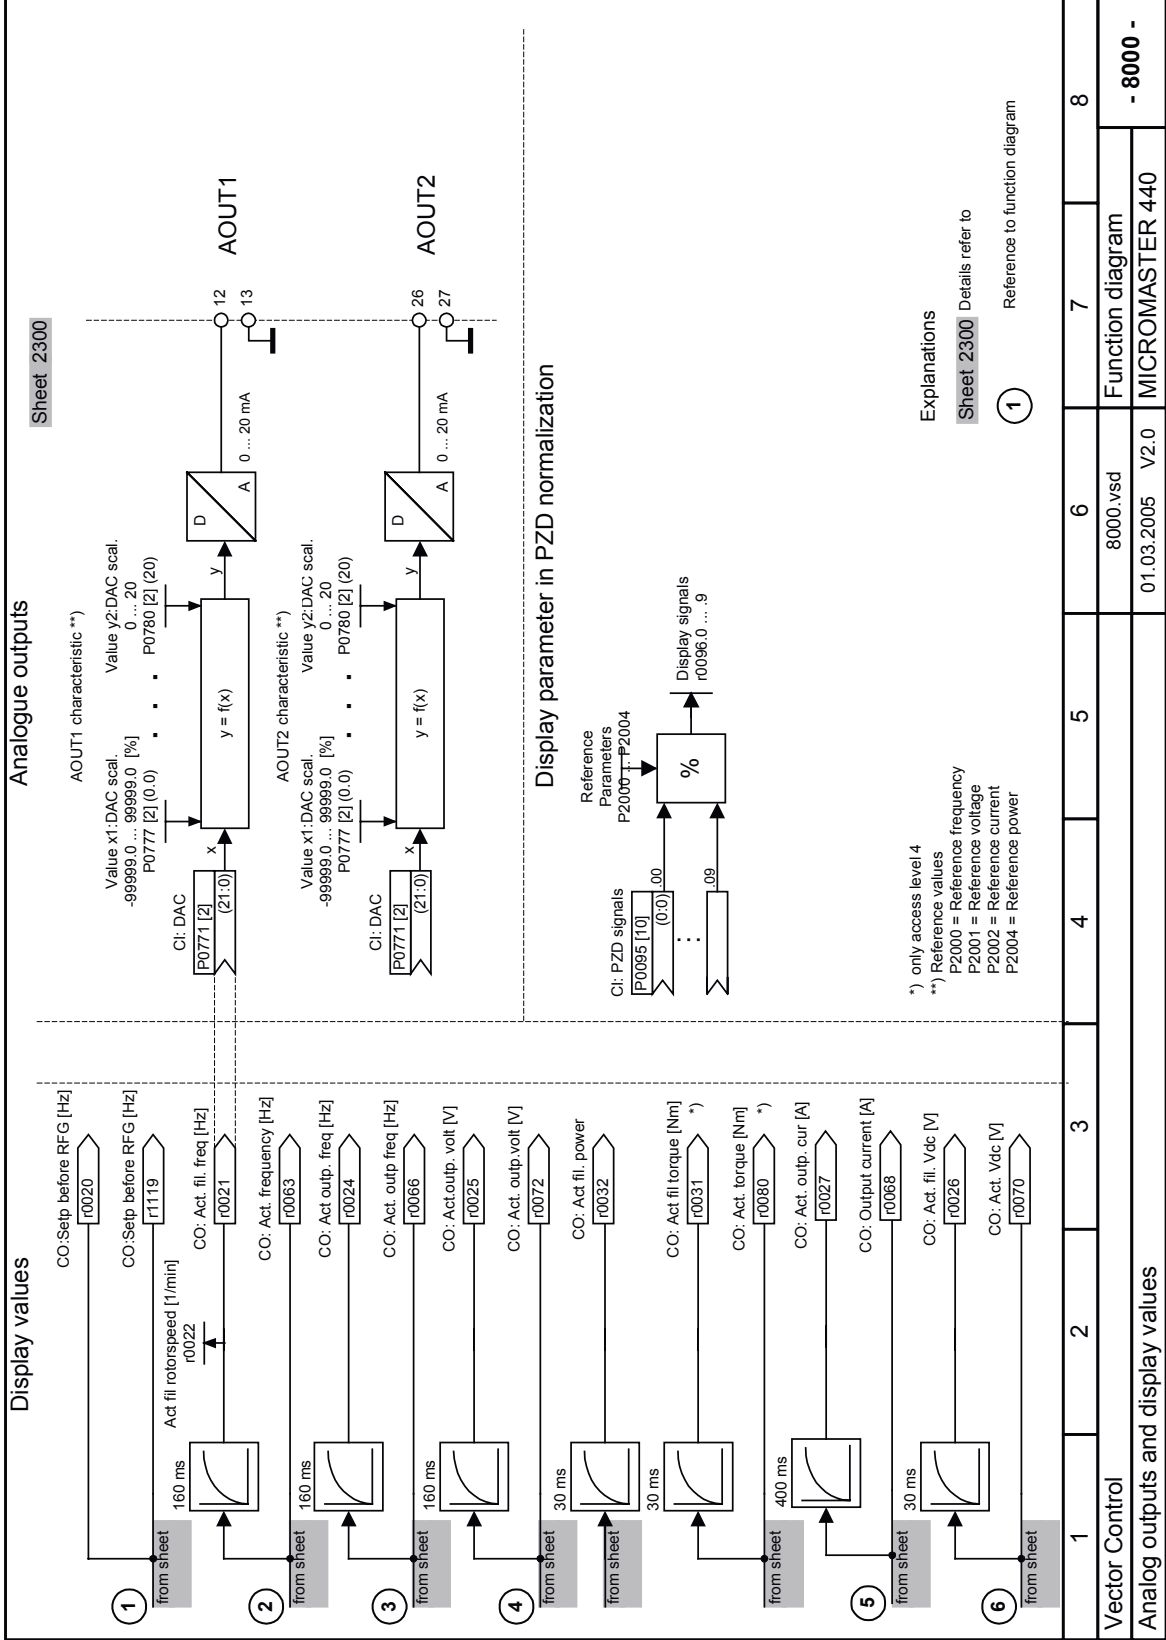 Display values
Analogue outputs
Sheet 2300
CO:Setp before RFG [Hz]
r0020
CO:Setp before RFG [Hz]
r1119
1
from sheet
Act fil rotorspeed [1/min]
r0022
160 ms
CO: Act. fil. freq [Hz]
r0021
CO: Act. frequency [Hz]
r0063
2
from sheet
160 ms
CO: Act outp. freq [Hz]
r0024
CO: Act. outp freq [Hz]
r0066
3
from sheet
160 ms
CO: Act.outp. volt [V]
r0025
CO: Act. outp.volt [V]
r0072
4
from sheet
30 ms
CO: Act fil. power
r0032
from sheet
30 ms
CO: Act fil torque [Nm]
r0031
*)
CO: Act. torque [Nm]
r0080
*)
from sheet
400 ms
CO: Act. outp. cur [A]
r0027
CO: Output current [A]
r0068
5
from sheet
30 ms
CO: Act. fil. Vdc [V]
r0026
CO: Act. Vdc [V]
r0070
6
from sheet
AOUT1 characteristic **)
Value x1:DAC scal.
-99999.0 ... 99999.0 [%]
P0777 [2] (0.0)
. . .
Value y2:DAC scal.
0 ... 20
P0780 [2] (20)
CI: DAC
P0771 [2]
(21:0)
x
y = f(x)
y
D
A
0 ... 20 mA
12
13
AOUT1
AOUT2 characteristic **)
Value x1:DAC scal.
-99999.0 ... 99999.0 [%]
P0777 [2] (0.0)
. . .
Value y2:DAC scal.
0 ... 20
P0780 [2] (20)
CI: DAC
P0771 [2]
(21:0)
x
y = f(x)
y
D
A
0 ... 20 mA
26
27
AOUT2
Display parameter in PZD normalization
Reference
Parameters
P2000 ... P2004
CI: PZD signals
P0095 [10]
(0:0)
.00
. . .
.09
%
Display signals
r0096.0 ... .9
*) only access level 4
**) Reference values
P2000 = Reference frequency
P2001 = Reference voltage
P2002 = Reference current
P2004 = Reference power
Explanations
Sheet 2300 Details refer to
1 Reference to function diagram
1 2 3 4 5 6 7 8
Vector Control
8000.vsd
Function diagram
- 8000 -
Analog outputs and display values
01.03.2005 V2.0
MICROMASTER 440